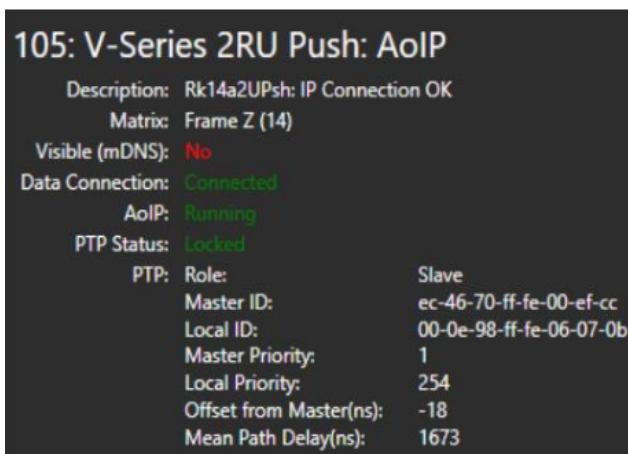 105: V-Series 2RU Push: AoIP
Description: Rk14a2UPsh: IP Connection OK
Matrix: Frame Z (14)
Visible (mDNS): No
Data Connection: Connected
AoIP: Running
PTP Status: Locked
PTP: Role: Slave
Master ID: ec-46-70-ff-fe-00-ef-cc
Local ID: 00-0e-98-ff-fe-06-07-0b
Master Priority: 1
Local Priority: 254
Offset from Master(ns): -18
Mean Path Delay(ns): 1673